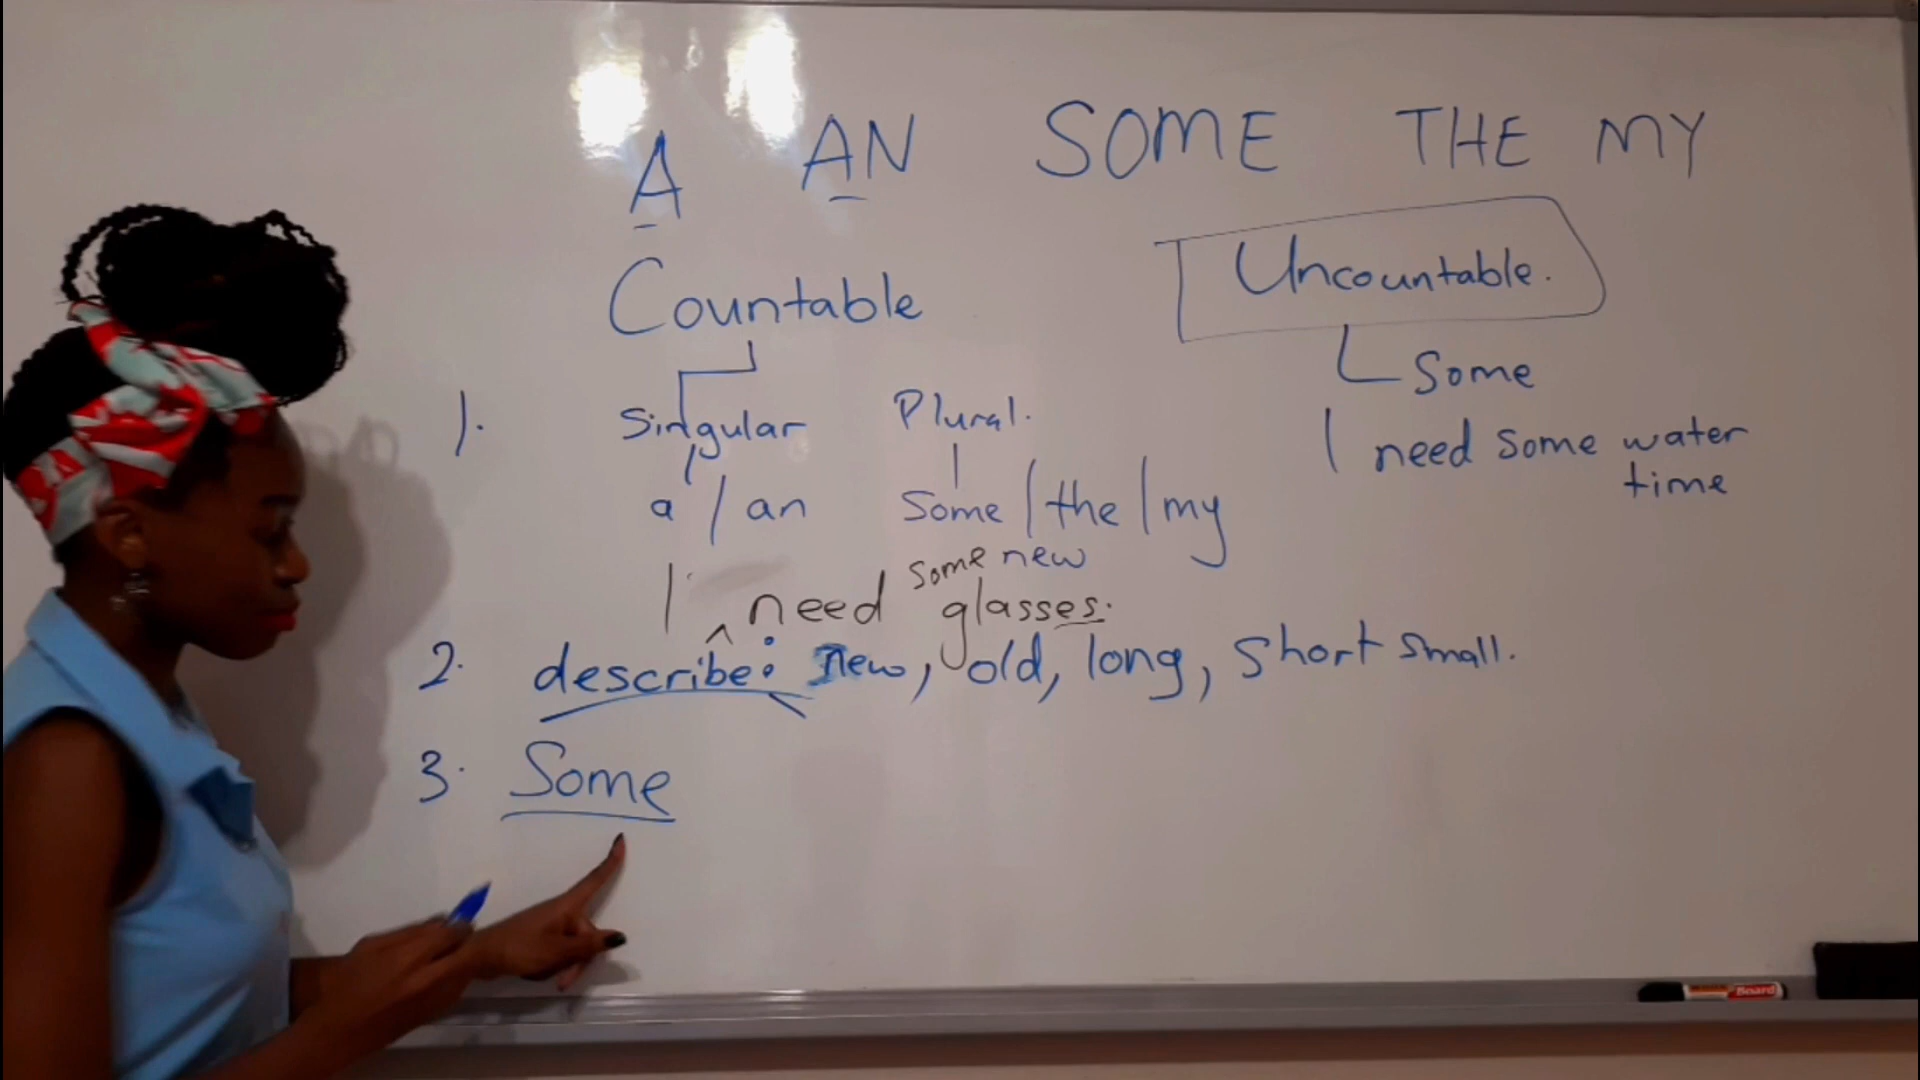 A AN SOME THE MY
Countable Uncountable.
Some
1. Singular Plural.
I need some water
time
a / an Some / the / my
some new
I ^ need glasses.
2. describe: new, old, long, short small.
3. Some
Board